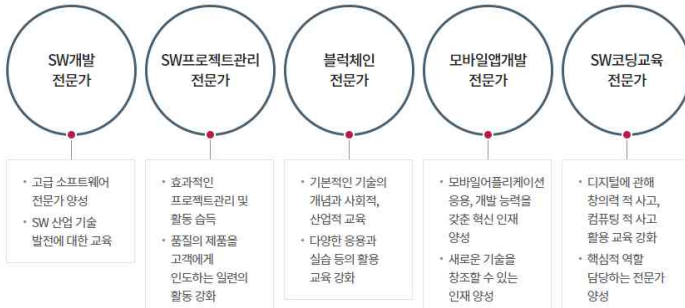 SW개발
전문가
SW프로젝트관리
전문가
블럭체인
전문가
모바일앱개발
전문가
SW코딩교육
전문가
• 고급 소프트웨어
전문가 양성
• SW 산업 기술
발전에 대한 교육
• 효과적인
프로젝트관리 및
활동 습득
• 품질의 제품을
고객에게
인도하는 일련의
활동 강화
• 기본적인 기술의
개념과 사회적,
산업적 교육
• 다양한 응용과
실습 등의 활용
교육 강화
• 모바일어플리케이션
응용, 개발 능력을
갖춘 혁신 인재
양성
• 새로운 기술을
창조할 수 있는
인재 양성
• 디지털에 관해
창의력 적 사고,
컴퓨팅 적 사고
활용 교육 강화
• 핵심적 역할
담당하는 전문가
양성